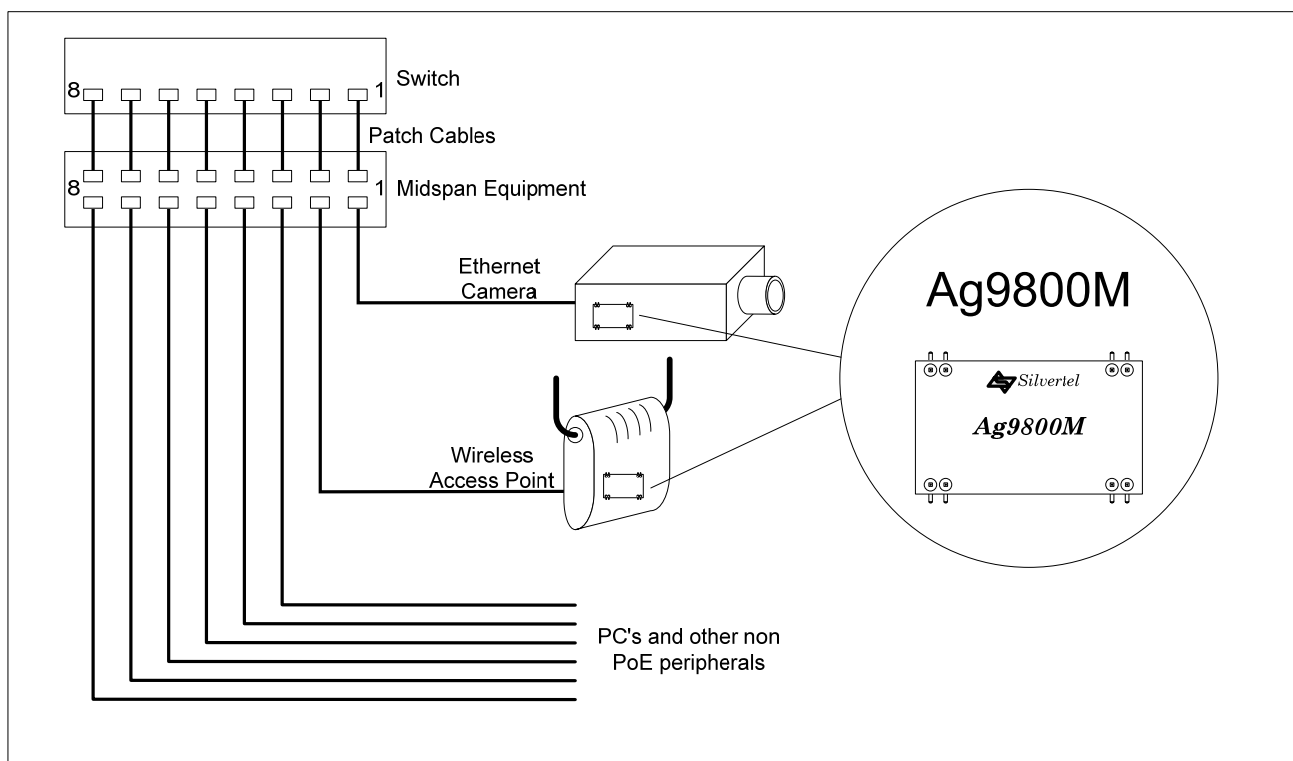 8
1
Switch
Patch Cables
8
1
Midspan Equipment
Ethernet
Camera
Wireless
Access Point
PC's and other non
PoE peripherals
Ag9800M
Silvertel
Ag9800M